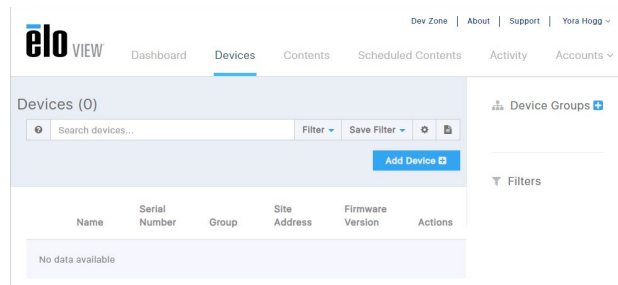 Dev Zone | About | Support | Yora Hogg
ēlo VIEW Dashboard Devices Contents Scheduled Contents Activity Accounts
Devices (0)
Device Groups
Search devices... Filter Save Filter
Add Device
Filters
Name Serial Number Group Site Address Firmware Version Actions
No data available